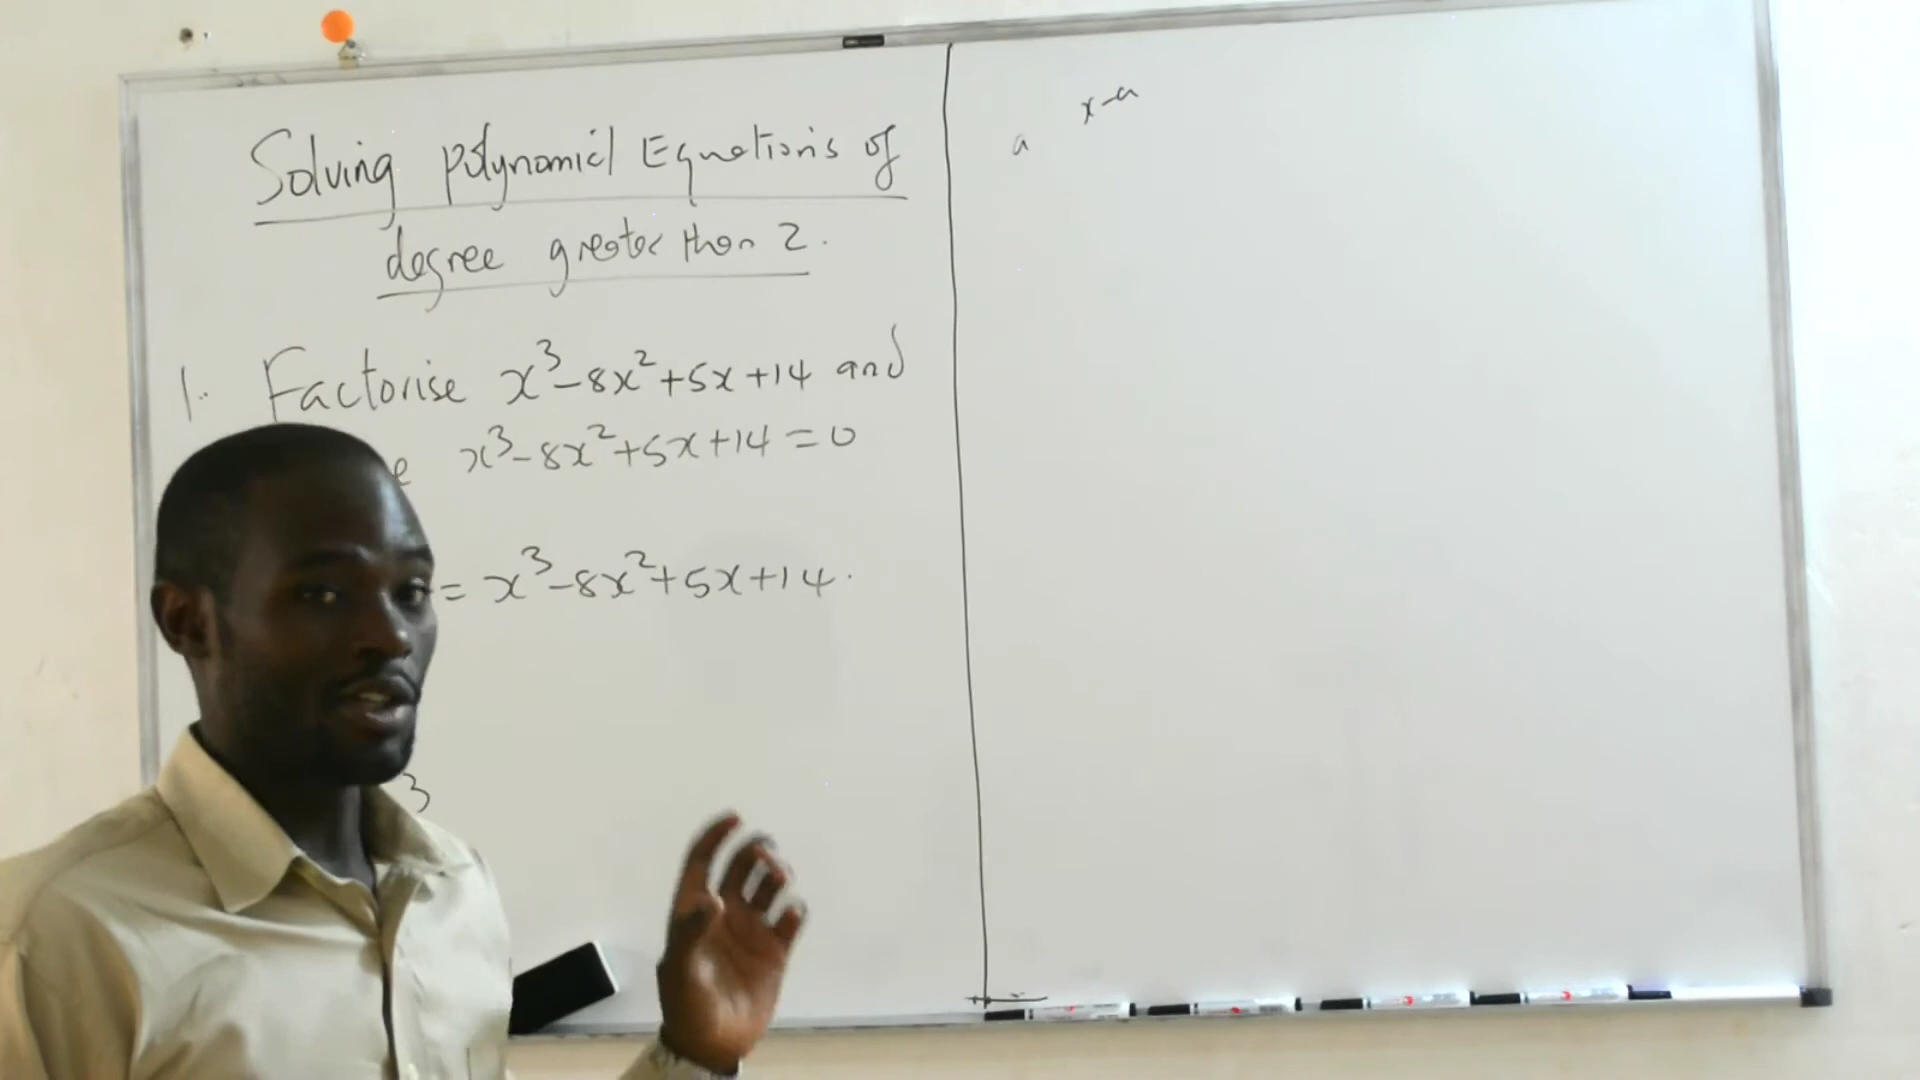 Solving polynomial Equations of
degree greater than 2.
1. Factorise x³-8x²+5x+14 and
e x³-8x²+5x+14=0
= x³-8x²+5x+14.
3
x-a
a